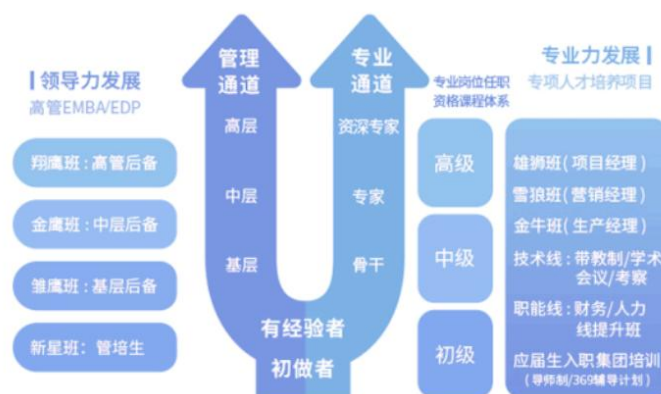 领导力发展
高管EMBA/EDP
翔鹰班：高管后备
金鹰班：中层后备
雏鹰班：基层后备
新星班：管培生
管理
通道
高层
中层
基层
专业
通道
资深专家
专家
骨干
有经验者
初做者
专业岗位任职
资格课程体系
高级
中级
初级
专业力发展
专项人才培养项目
雄狮班(项目经理)
雪狼班(营销经理)
金牛班(生产经理)
技术线：带教制/学术
会议/考察
职能线：财务/人力
线提升班
应届生入职集团培训
(导师制/369辅导计划)